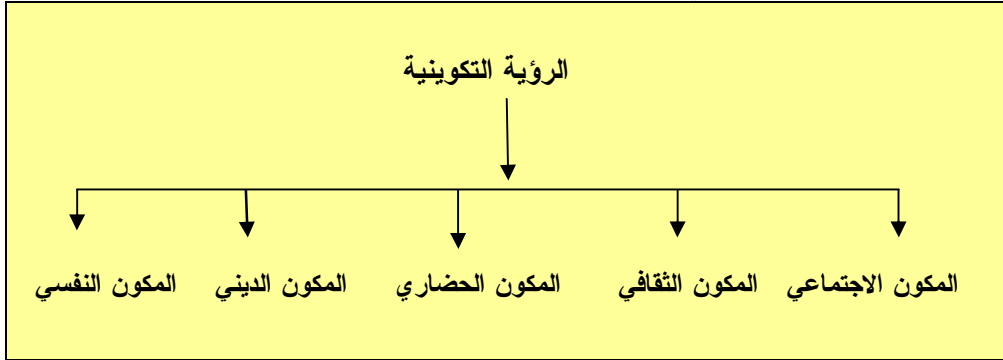 الرؤية التكوينية
المكون الاجتماعي المكون الثقافي المكون الحضاري المكون الديني المكون النفسي